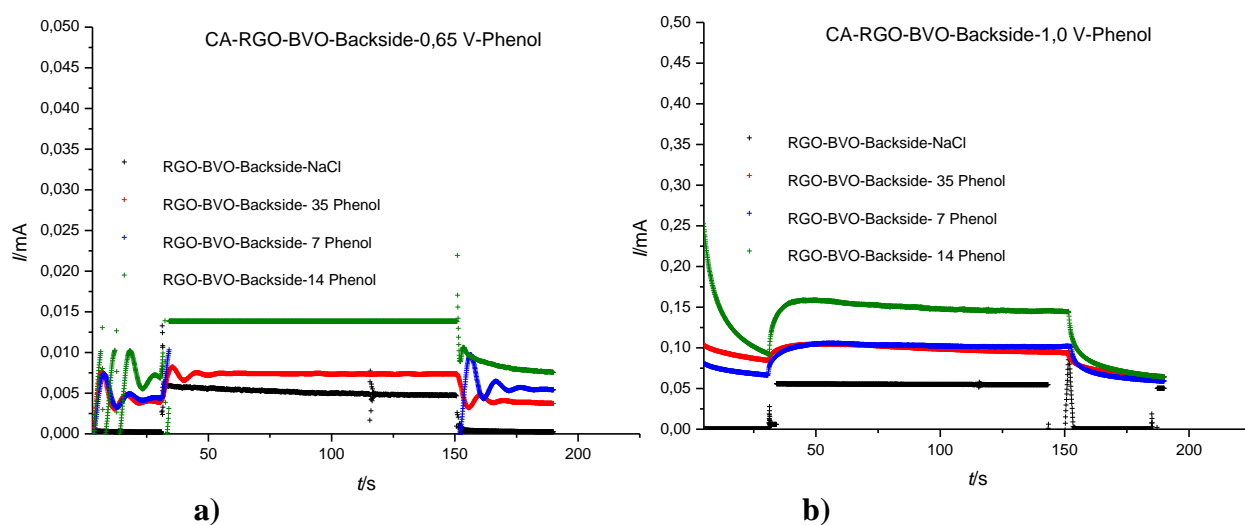 CA-RGO-BVO-Backside-0,65 V-Phenol
0,050
0,045
0,040
0,035
0,030
0,025
0,020
0,015
0,010
0,005
0,000
I/mA
RGO-BVO-Backside-NaCl
RGO-BVO-Backside- 35 Phenol
RGO-BVO-Backside- 7 Phenol
RGO-BVO-Backside-14 Phenol
50
100
150
200
t/s
a)
CA-RGO-BVO-Backside-1,0 V-Phenol
0,50
0,45
0,40
0,35
0,30
0,25
0,20
0,15
0,10
0,05
0,00
I/mA
RGO-BVO-Backside-NaCl
RGO-BVO-Backside- 35 Phenol
RGO-BVO-Backside- 7 Phenol
RGO-BVO-Backside- 14 Phenol
50
100
150
200
t/s
b)